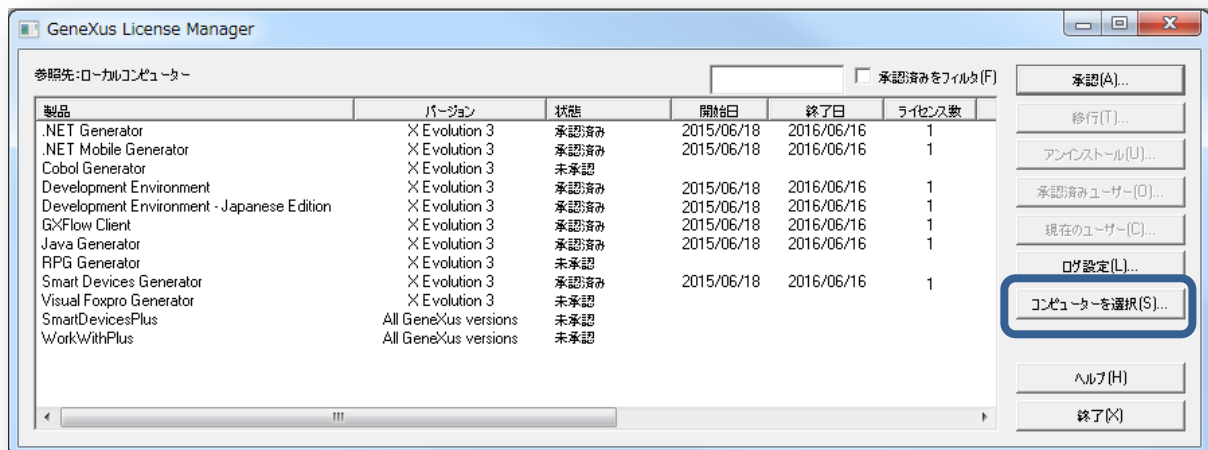 GeneXus License Manager
参照先:ローカルコンピューター
承認済みをフィルタ(F)
製品 バージョン 状態 開始日 終了日 ライセンス数
.NET Generator X Evolution 3 承認済み 2015/06/18 2016/06/16 1
.NET Mobile Generator X Evolution 3 承認済み 2015/06/18 2016/06/16 1
Cobol Generator X Evolution 3 未承認
Development Environment X Evolution 3 承認済み 2015/06/18 2016/06/16 1
Development Environment - Japanese Edition X Evolution 3 承認済み 2015/06/18 2016/06/16 1
GXFlow Client X Evolution 3 承認済み 2015/06/18 2016/06/16 1
Java Generator X Evolution 3 承認済み 2015/06/18 2016/06/16 1
RPG Generator X Evolution 3 未承認
Smart Devices Generator X Evolution 3 承認済み 2015/06/18 2016/06/16 1
Visual Foxpro Generator X Evolution 3 未承認
SmartDevicesPlus All GeneXus versions 未承認
WorkWithPlus All GeneXus versions 未承認
承認(A)...
移行(T)...
アンインストール(U)...
承認済みユーザー(O)...
現在のユーザー(C)...
ログ設定(L)...
コンピューターを選択(S)...
ヘルプ(H)
終了(X)